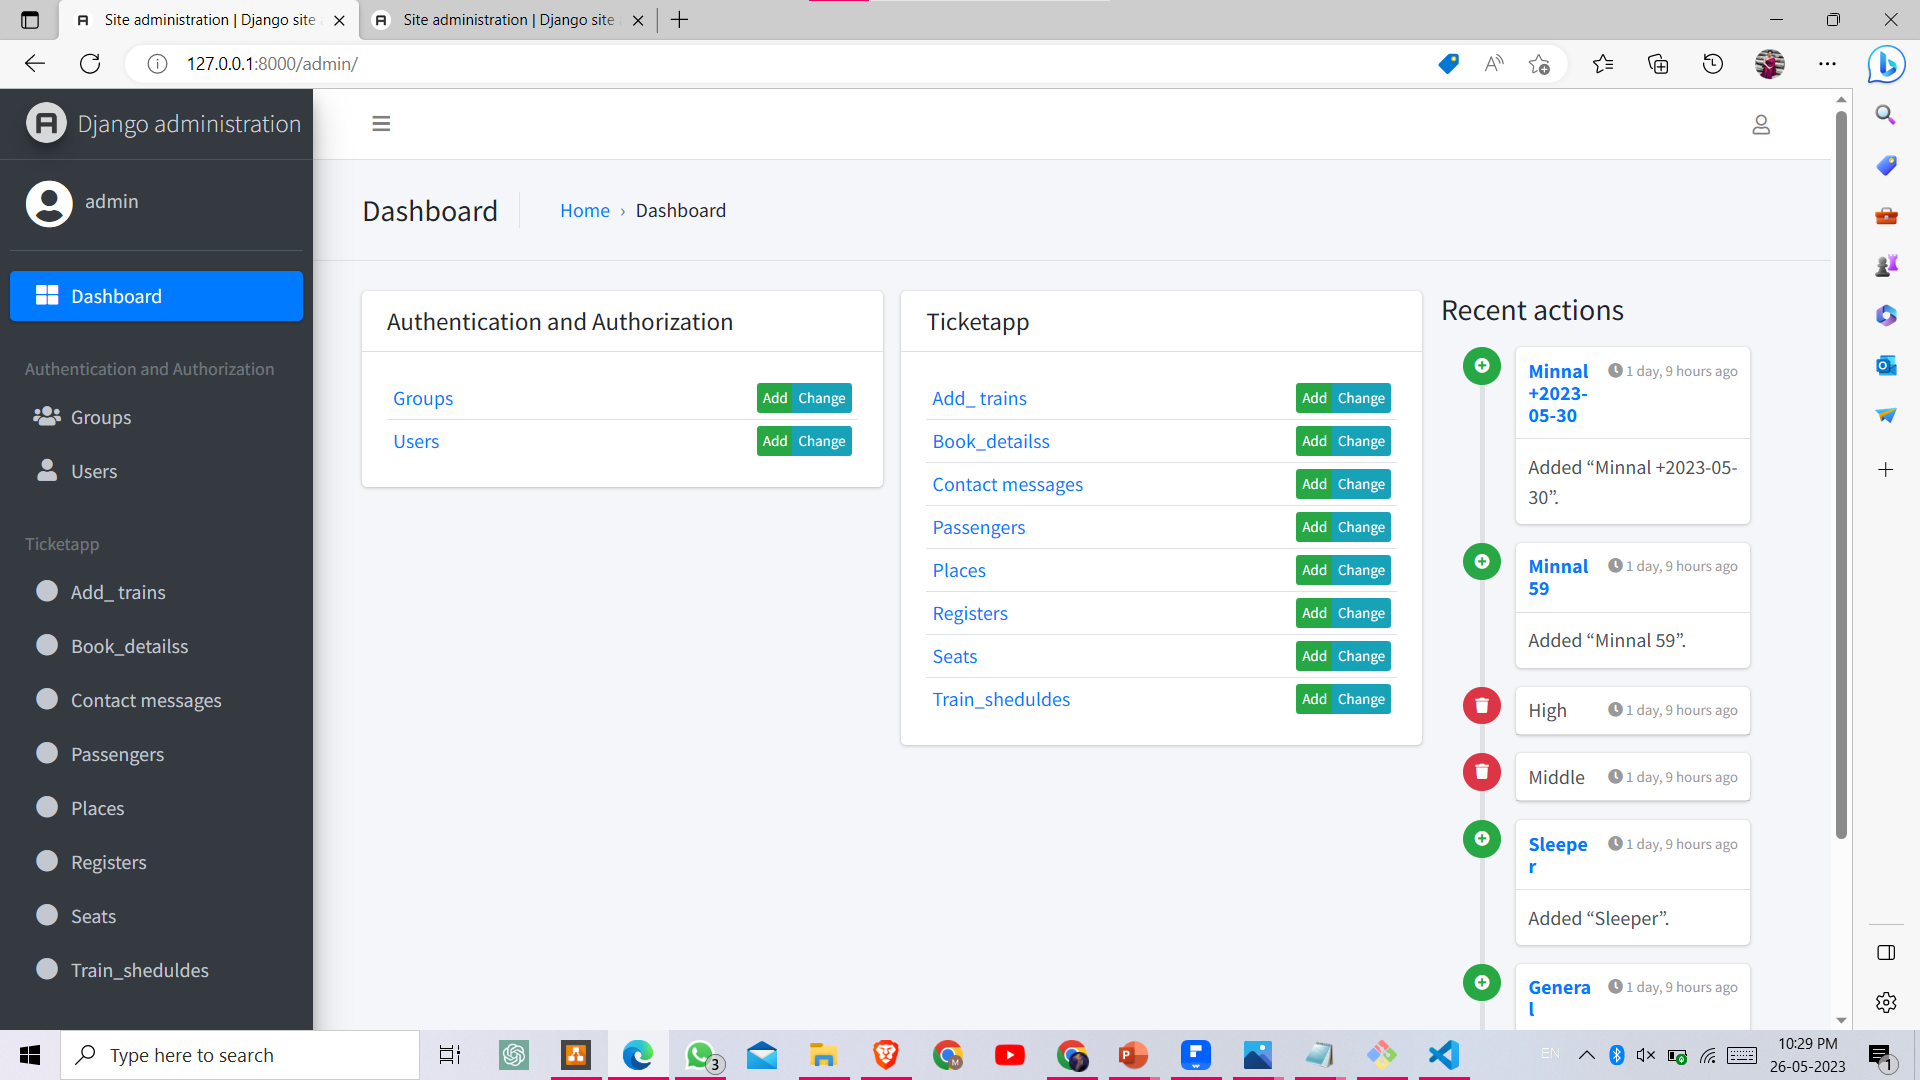 Site administration | Django site
Site administration | Django site
127.0.0.1:8000/admin/
Django administration
admin
Dashboard
Authentication and Authorization
Groups
Users
Ticketapp
Add_ trains
Book_detailss
Contact messages
Passengers
Places
Registers
Seats
Train_sheduldes
Dashboard
Home › Dashboard
Authentication and Authorization
Groups Add Change
Users Add Change
Ticketapp
Add_ trains Add Change
Book_detailss Add Change
Contact messages Add Change
Passengers Add Change
Places Add Change
Registers Add Change
Seats Add Change
Train_sheduldes Add Change
Recent actions
Minnal 1 day, 9 hours ago
+2023-
05-30
Added “Minnal +2023-05-
30”.
Minnal 1 day, 9 hours ago
59
Added “Minnal 59”.
High 1 day, 9 hours ago
Middle 1 day, 9 hours ago
Sleepe 1 day, 9 hours ago
r
Added “Sleeper”.
Genera 1 day, 9 hours ago
l
Type here to search
3
EN
10:29 PM
26-05-2023
1